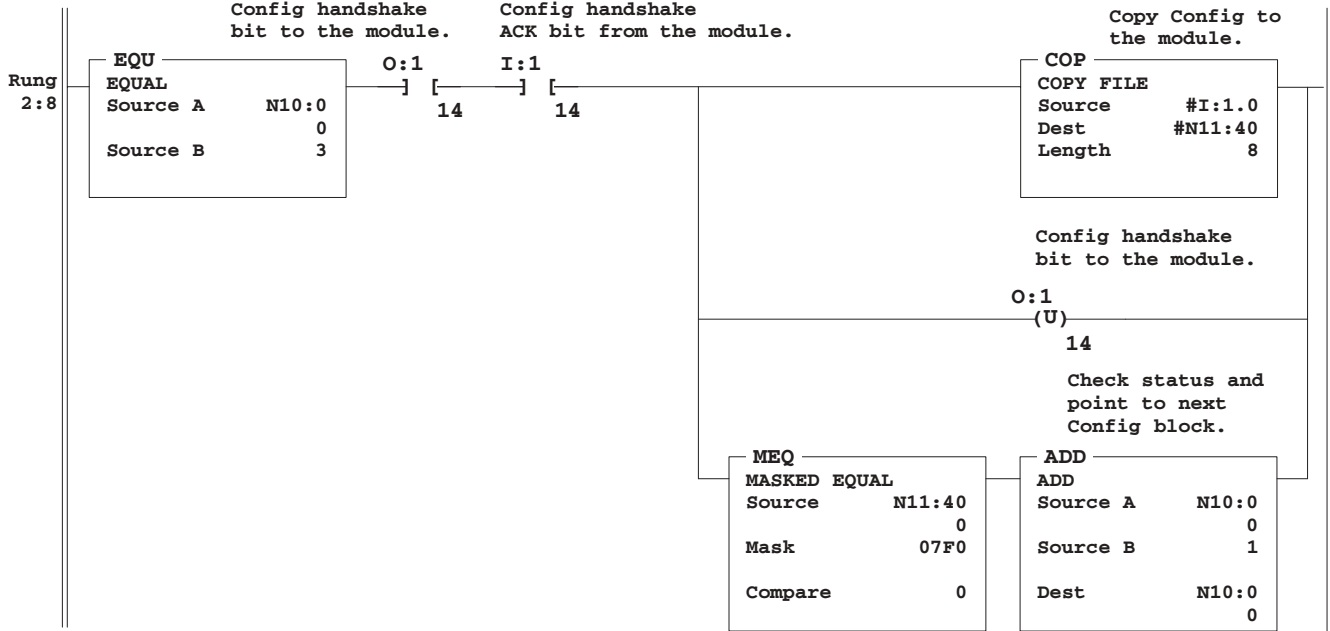 Config handshake
bit to the module.
Config handshake
ACK bit from the module.
Copy Config to
the module.
Rung
2:8
EQU
EQUAL
Source A N10:0
0
Source B 3
O:1
] [
14
I:1
] [
14
COP
COPY FILE
Source #I:1.0
Dest #N11:40
Length 8
Config handshake
bit to the module.
O:1
(U)
14
Check status and
point to next
Config block.
MEQ
MASKED EQUAL
Source N11:40
0
Mask 07F0
Compare 0
ADD
ADD
Source A N10:0
0
Source B 1
Dest N10:0
0